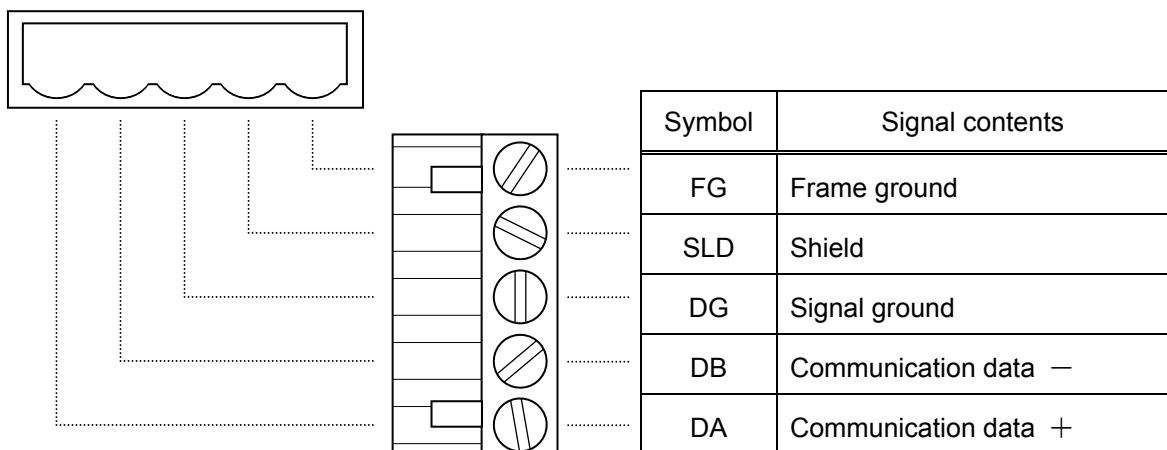 Symbol Signal contents
FG Frame ground
SLD Shield
DG Signal ground
DB Communication data －
DA Communication data ＋